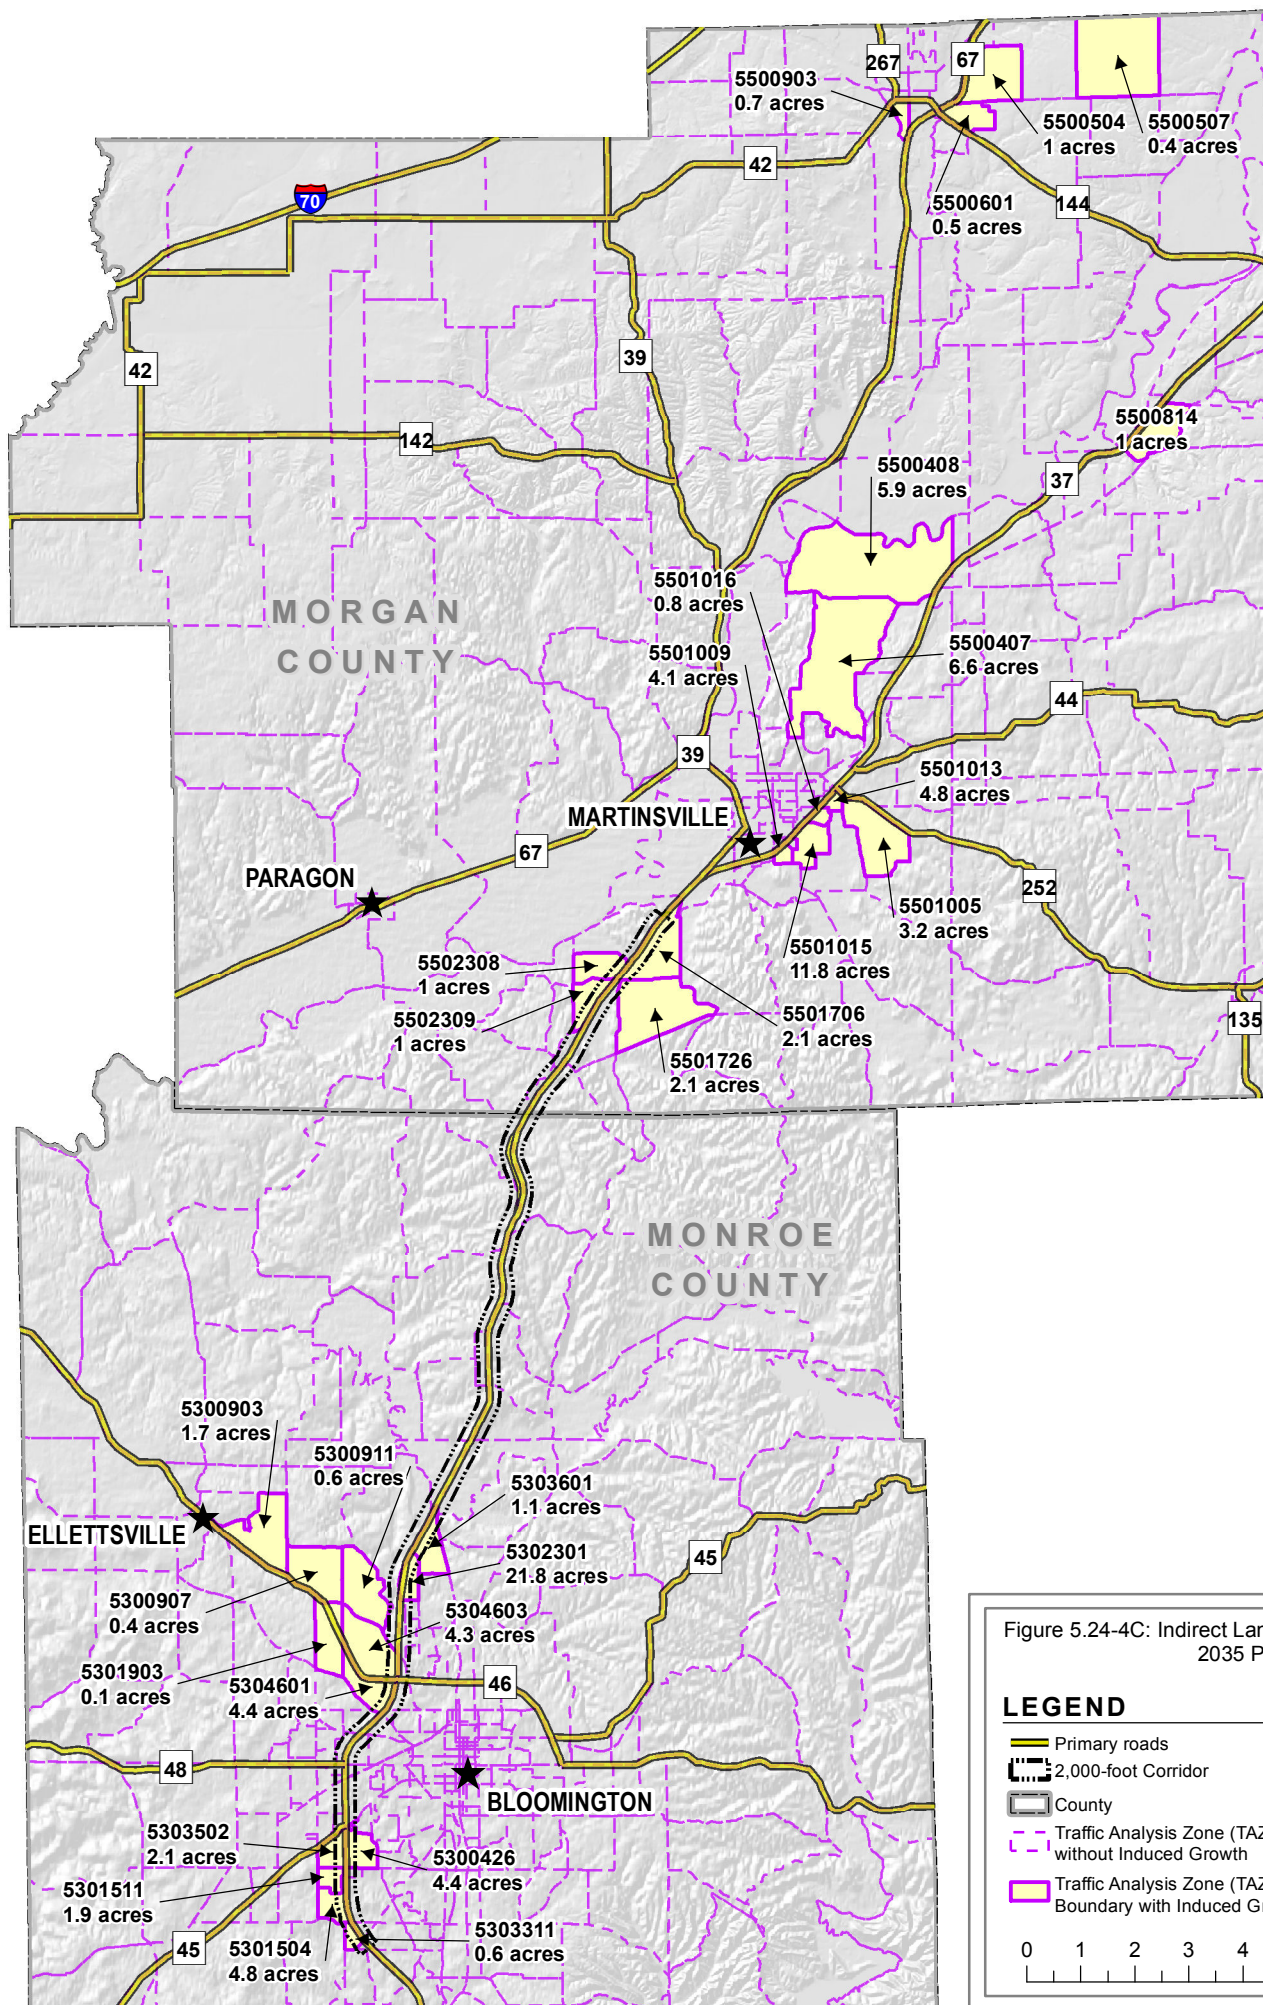 267
67
5500903
0.7 acres
5500504
1 acres
5500507
0.4 acres
42
70
5500601
0.5 acres
144
39
42
5500814
1 acres
142
5500408
5.9 acres
37
5501016
0.8 acres
MORGAN
COUNTY
5501009
4.1 acres
5500407
6.6 acres
44
39
5501013
4.8 acres
MARTINSVILLE
67
PARAGON
252
5501005
3.2 acres
5501015
11.8 acres
5502308
1 acres
5502309
1 acres
5501706
2.1 acres
135
5501726
2.1 acres
MONROE
COUNTY
5300903
1.7 acres
5300911
0.6 acres
5303601
1.1 acres
ELLETTSVILLE
5302301
21.8 acres
45
5300907
0.4 acres
5304603
4.3 acres
5301903
0.1 acres
5304601
4.4 acres
46
48
BLOOMINGTON
5303502
2.1 acres
5300426
4.4 acres
5301511
1.9 acres
5303311
0.6 acres
45
5301504
4.8 acres
Figure 5.24-4C: Indirect Lan
2035 P
LEGEND
Primary roads
2,000-foot Corridor
County
Traffic Analysis Zone (TAZ
without Induced Growth
Traffic Analysis Zone (TAZ
Boundary with Induced Gr
0 1 2 3 4